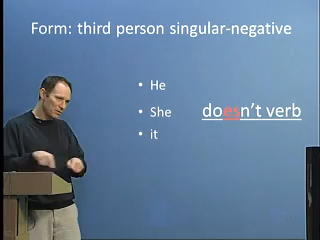 Form: third person singular-negative
• He
• She doesn't verb
• it